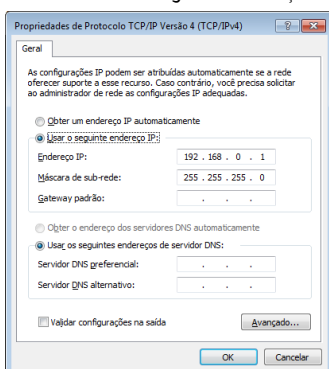 Propriedades de Protocolo TCP/IP Versão 4 (TCP/IPv4)
Geral
As configurações IP podem ser atribuídas automaticamente se a rede
oferecer suporte a esse recurso. Caso contrário, você precisa solicitar
ao administrador de rede as configurações IP adequadas.
Obter um endereço IP automaticamente
Usar o seguinte endereço IP:
Endereço IP: 192 . 168 . 0 . 1
Máscara de sub-rede: 255 . 255 . 255 . 0
Gateway padrão: . . .
Obter o endereço dos servidores DNS automaticamente
Usar os seguintes endereços de servidor DNS:
Servidor DNS preferencial: . . .
Servidor DNS alternativo: . . .
Validar configurações na saída
Avançado...
OK Cancelar